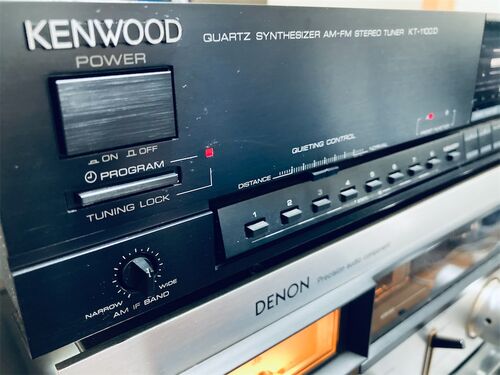 KENWOOD
QUARTZ SYNTHESIZER AM-FM STEREO TUNER KT-1100D
POWER
ON OFF
PROGRAM
TUNING LOCK
QUIETING CONTROL
DISTANCE NORMAL
1 2 3 4 5 6 7 8
NARROW WIDE
AM IF BAND
DENON Precision audio component